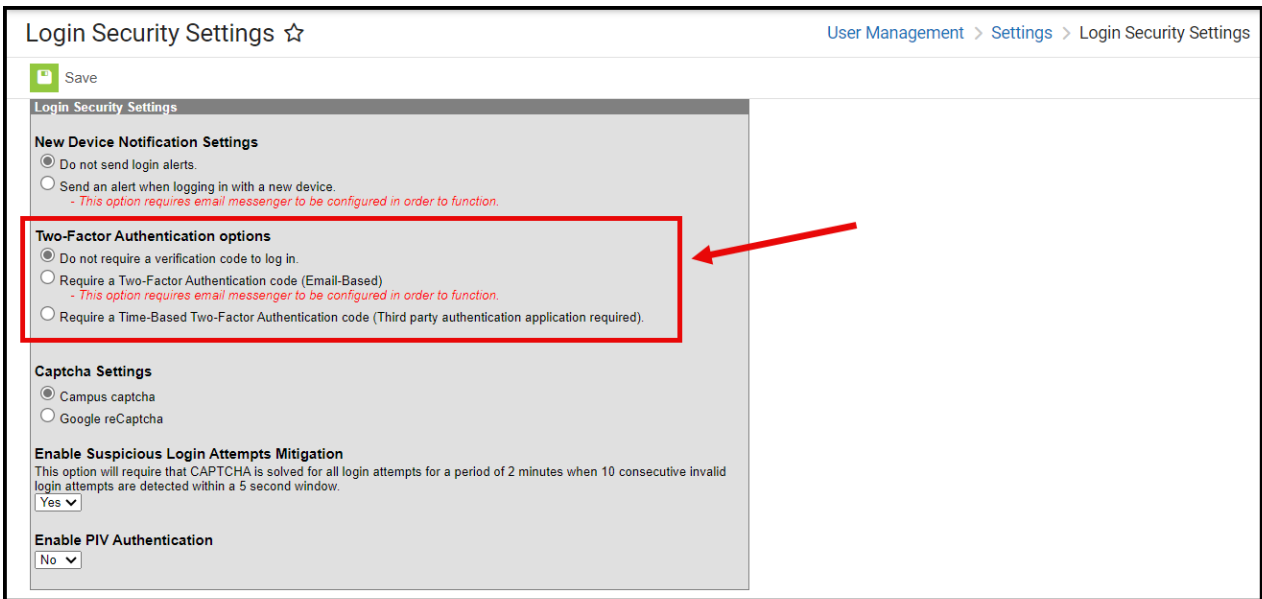 Login Security Settings
User Management > Settings > Login Security Settings
Save
Login Security Settings
New Device Notification Settings
Do not send login alerts.
Send an alert when logging in with a new device.
- This option requires email messenger to be configured in order to function.
Two-Factor Authentication options
Do not require a verification code to log in.
Require a Two-Factor Authentication code (Email-Based)
- This option requires email messenger to be configured in order to function.
Require a Time-Based Two-Factor Authentication code (Third party authentication application required).
Captcha Settings
Campus captcha
Google reCaptcha
Enable Suspicious Login Attempts Mitigation
This option will require that CAPTCHA is solved for all login attempts for a period of 2 minutes when 10 consecutive invalid
login attempts are detected within a 5 second window.
Yes
Enable PIV Authentication
No